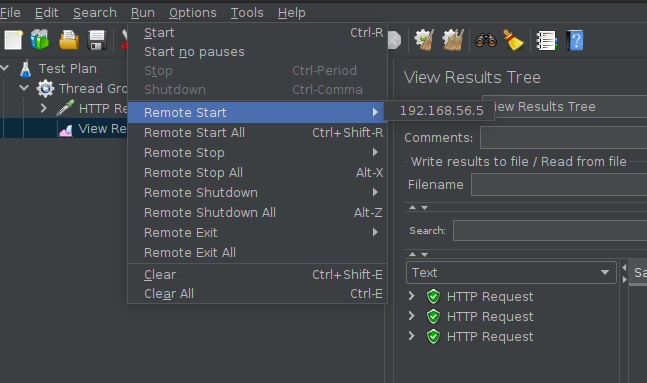 File Edit Search Run Options Tools Help
Start Ctrl-R
Start no pauses
Stop Ctrl-Period
Shutdown Ctrl-Comma
Remote Start
192.168.56.5
Remote Start All Ctrl+Shift-R
Remote Stop
Remote Stop All Alt-X
Remote Shutdown
Remote Shutdown All Alt-Z
Remote Exit
Remote Exit All
Clear Ctrl+Shift-E
Clear All Ctrl-E
Test Plan
Thread Gro
HTTP Re
View Re
View Results Tree
iew Results Tree
Comments:
Write results to file / Read from file
Filename
Search:
Text
Sa
HTTP Request
HTTP Request
HTTP Request